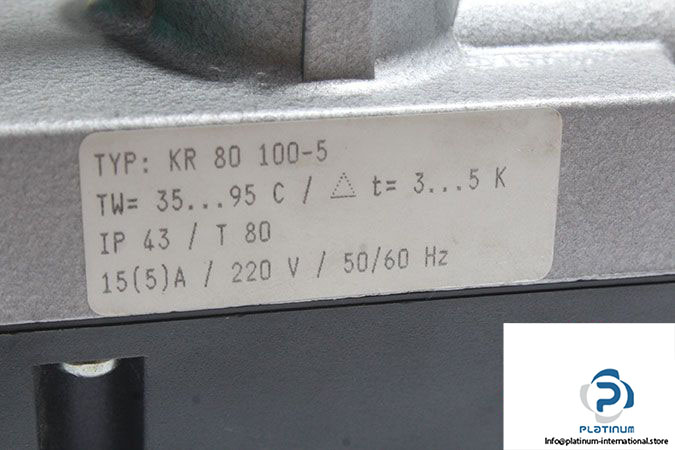 TYP: KR 80 100-5
TW= 35...95 C / △ t= 3...5 K
IP 43 / T 80
15(5)A / 220 V / 50/60 Hz
PLATINUM
Info@platinum-international.store